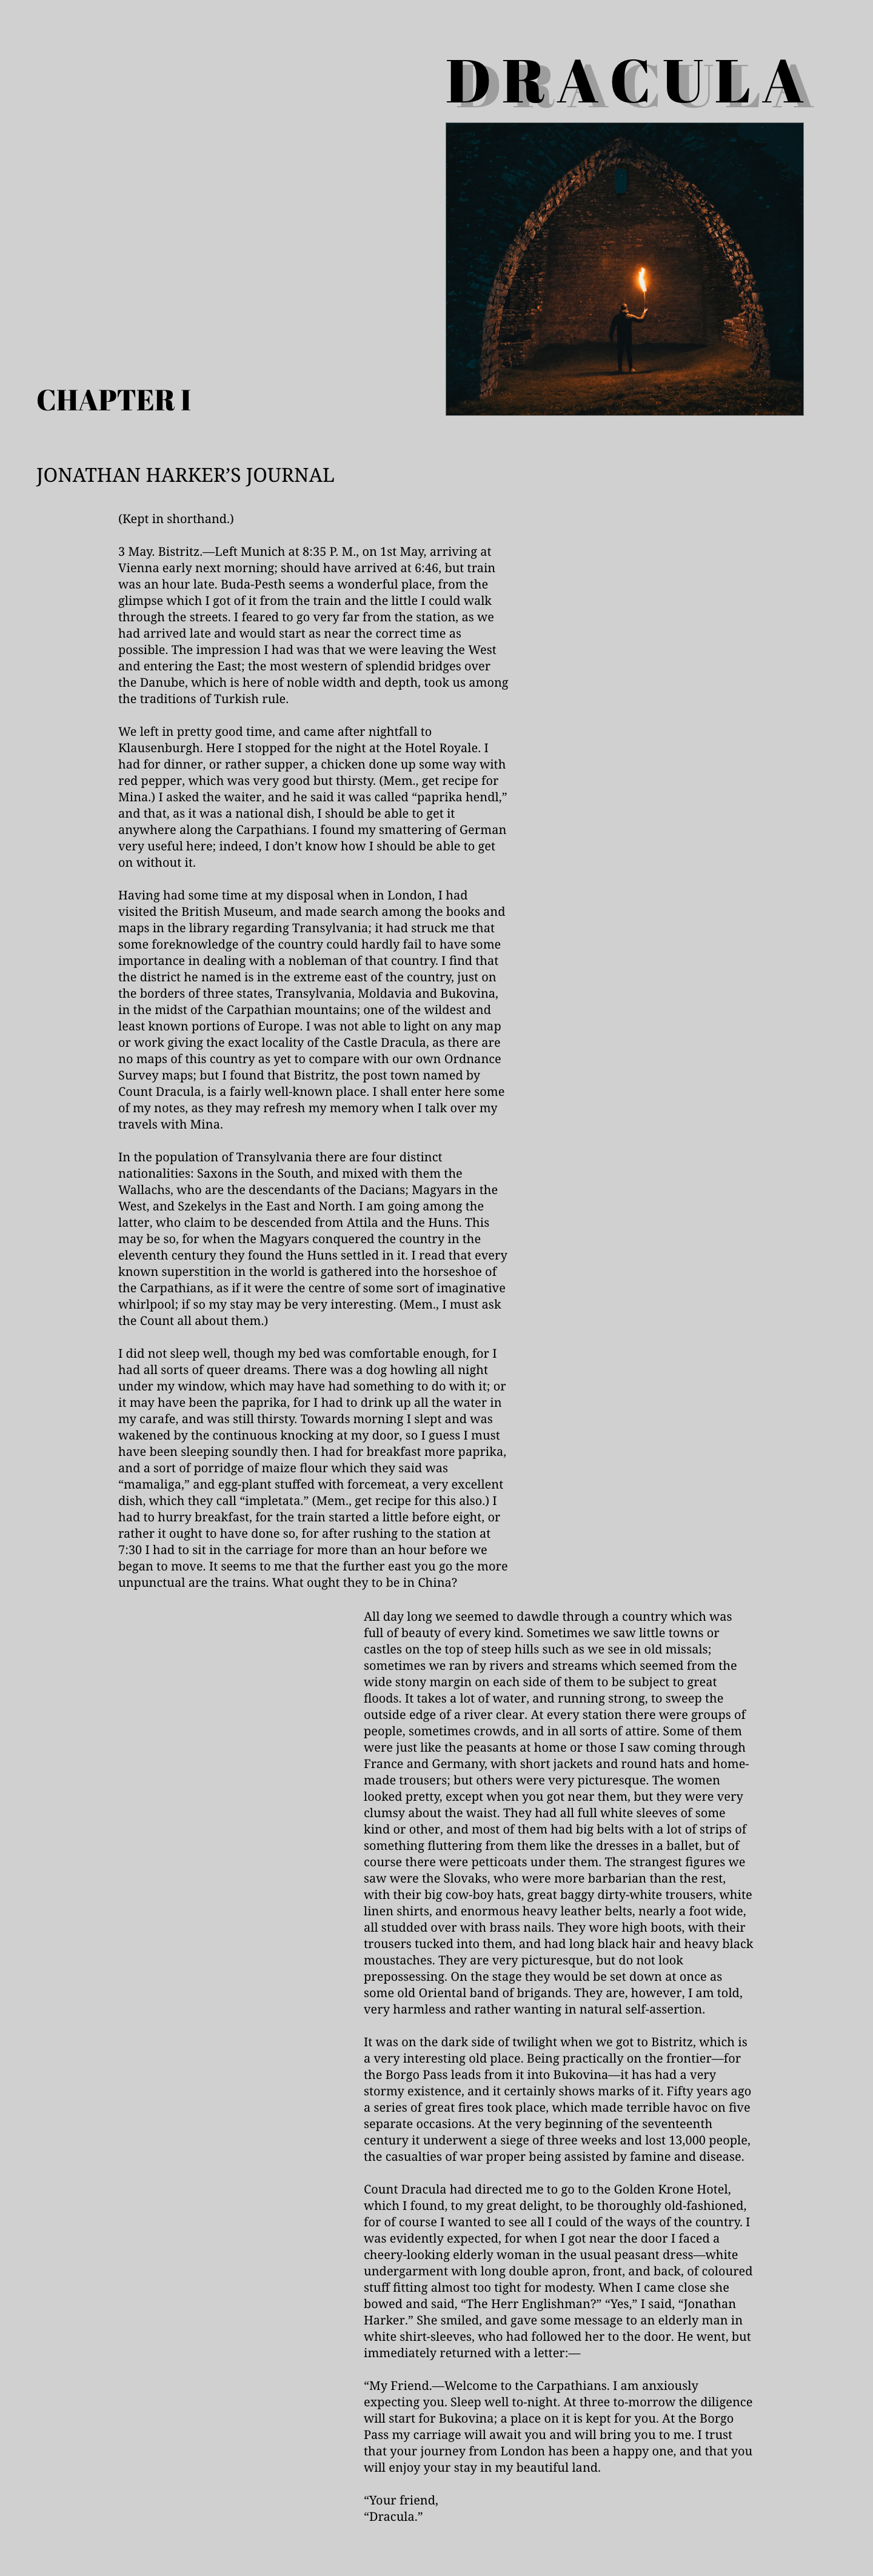 DRACULA
CHAPTER I
JONATHAN HARKER’S JOURNAL
(Kept in shorthand.)
3 May. Bistritz.—Left Munich at 8:35 P. M., on 1st May, arriving at
Vienna early next morning; should have arrived at 6:46, but train
was an hour late. Buda-Pesth seems a wonderful place, from the
glimpse which I got of it from the train and the little I could walk
through the streets. I feared to go very far from the station, as we
had arrived late and would start as near the correct time as
possible. The impression I had was that we were leaving the West
and entering the East; the most western of splendid bridges over
the Danube, which is here of noble width and depth, took us among
the traditions of Turkish rule.
We left in pretty good time, and came after nightfall to
Klausenburgh. Here I stopped for the night at the Hotel Royale. I
had for dinner, or rather supper, a chicken done up some way with
red pepper, which was very good but thirsty. (Mem., get recipe for
Mina.) I asked the waiter, and he said it was called “paprika hendl,”
and that, as it was a national dish, I should be able to get it
anywhere along the Carpathians. I found my smattering of German
very useful here; indeed, I don’t know how I should be able to get
on without it.
Having had some time at my disposal when in London, I had
visited the British Museum, and made search among the books and
maps in the library regarding Transylvania; it had struck me that
some foreknowledge of the country could hardly fail to have some
importance in dealing with a nobleman of that country. I find that
the district he named is in the extreme east of the country, just on
the borders of three states, Transylvania, Moldavia and Bukovina,
in the midst of the Carpathian mountains; one of the wildest and
least known portions of Europe. I was not able to light on any map
or work giving the exact locality of the Castle Dracula, as there are
no maps of this country as yet to compare with our own Ordnance
Survey maps; but I found that Bistritz, the post town named by
Count Dracula, is a fairly well-known place. I shall enter here some
of my notes, as they may refresh my memory when I talk over my
travels with Mina.
In the population of Transylvania there are four distinct
nationalities: Saxons in the South, and mixed with them the
Wallachs, who are the descendants of the Dacians; Magyars in the
West, and Szekelys in the East and North. I am going among the
latter, who claim to be descended from Attila and the Huns. This
may be so, for when the Magyars conquered the country in the
eleventh century they found the Huns settled in it. I read that every
known superstition in the world is gathered into the horseshoe of
the Carpathians, as if it were the centre of some sort of imaginative
whirlpool; if so my stay may be very interesting. (Mem., I must ask
the Count all about them.)
I did not sleep well, though my bed was comfortable enough, for I
had all sorts of queer dreams. There was a dog howling all night
under my window, which may have had something to do with it; or
it may have been the paprika, for I had to drink up all the water in
my carafe, and was still thirsty. Towards morning I slept and was
wakened by the continuous knocking at my door, so I guess I must
have been sleeping soundly then. I had for breakfast more paprika,
and a sort of porridge of maize flour which they said was
“mamaliga,” and egg-plant stuffed with forcemeat, a very excellent
dish, which they call “impletata.” (Mem., get recipe for this also.) I
had to hurry breakfast, for the train started a little before eight, or
rather it ought to have done so, for after rushing to the station at
7:30 I had to sit in the carriage for more than an hour before we
began to move. It seems to me that the further east you go the more
unpunctual are the trains. What ought they to be in China?
All day long we seemed to dawdle through a country which was
full of beauty of every kind. Sometimes we saw little towns or
castles on the top of steep hills such as we see in old missals;
sometimes we ran by rivers and streams which seemed from the
wide stony margin on each side of them to be subject to great
floods. It takes a lot of water, and running strong, to sweep the
outside edge of a river clear. At every station there were groups of
people, sometimes crowds, and in all sorts of attire. Some of them
were just like the peasants at home or those I saw coming through
France and Germany, with short jackets and round hats and home-
made trousers; but others were very picturesque. The women
looked pretty, except when you got near them, but they were very
clumsy about the waist. They had all full white sleeves of some
kind or other, and most of them had big belts with a lot of strips of
something fluttering from them like the dresses in a ballet, but of
course there were petticoats under them. The strangest figures we
saw were the Slovaks, who were more barbarian than the rest,
with their big cow-boy hats, great baggy dirty-white trousers, white
linen shirts, and enormous heavy leather belts, nearly a foot wide,
all studded over with brass nails. They wore high boots, with their
trousers tucked into them, and had long black hair and heavy black
moustaches. They are very picturesque, but do not look
prepossessing. On the stage they would be set down at once as
some old Oriental band of brigands. They are, however, I am told,
very harmless and rather wanting in natural self-assertion.
It was on the dark side of twilight when we got to Bistritz, which is
a very interesting old place. Being practically on the frontier—for
the Borgo Pass leads from it into Bukovina—it has had a very
stormy existence, and it certainly shows marks of it. Fifty years ago
a series of great fires took place, which made terrible havoc on five
separate occasions. At the very beginning of the seventeenth
century it underwent a siege of three weeks and lost 13,000 people,
the casualties of war proper being assisted by famine and disease.
Count Dracula had directed me to go to the Golden Krone Hotel,
which I found, to my great delight, to be thoroughly old-fashioned,
for of course I wanted to see all I could of the ways of the country. I
was evidently expected, for when I got near the door I faced a
cheery-looking elderly woman in the usual peasant dress—white
undergarment with long double apron, front, and back, of coloured
stuff fitting almost too tight for modesty. When I came close she
bowed and said, “The Herr Englishman?” “Yes,” I said, “Jonathan
Harker.” She smiled, and gave some message to an elderly man in
white shirt-sleeves, who had followed her to the door. He went, but
immediately returned with a letter:—
“My Friend.—Welcome to the Carpathians. I am anxiously
expecting you. Sleep well to-night. At three to-morrow the diligence
will start for Bukovina; a place on it is kept for you. At the Borgo
Pass my carriage will await you and will bring you to me. I trust
that your journey from London has been a happy one, and that you
will enjoy your stay in my beautiful land.
“Your friend,
“Dracula.”